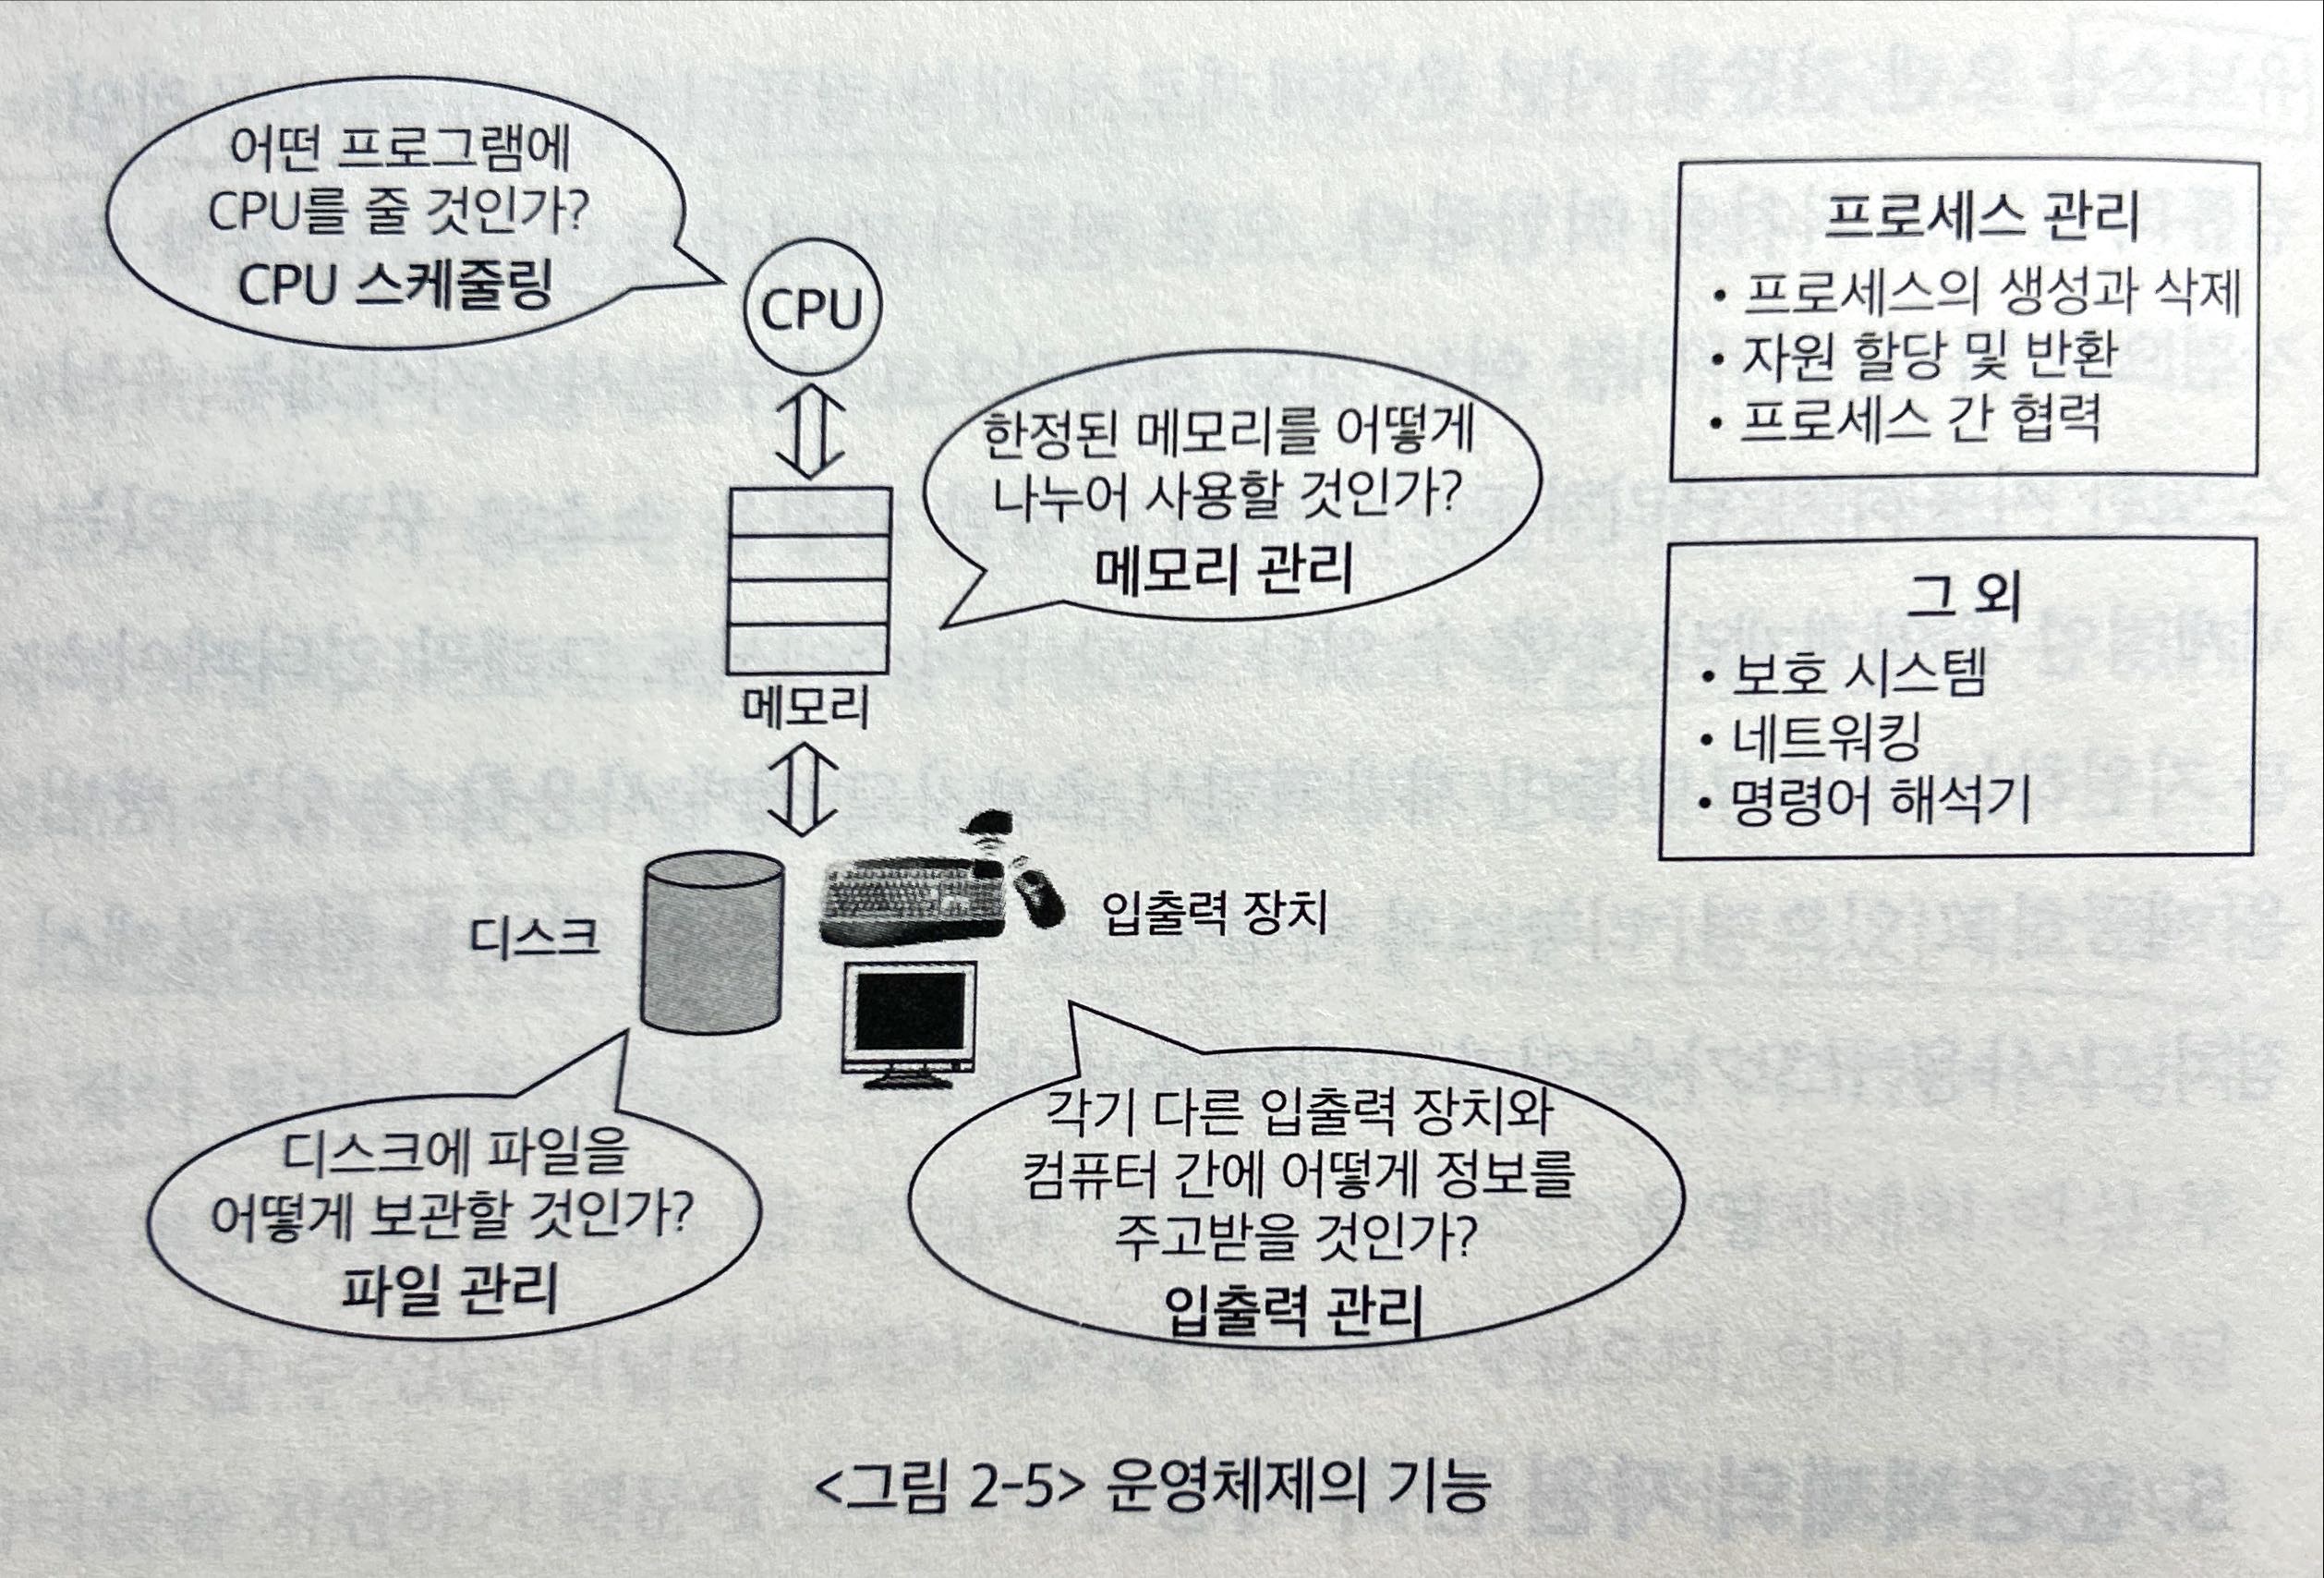 어떤 프로그램에
CPU를 줄 것인가?
CPU 스케줄링
CPU
한정된 메모리를 어떻게
나누어 사용할 것인가?
메모리 관리
메모리
프로세스 관리
• 프로세스의 생성과 삭제
• 자원 할당 및 반환
• 프로세스 간 협력
그 외
• 보호 시스템
• 네트워킹
• 명령어 해석기
디스크
입출력 장치
디스크에 파일을
어떻게 보관할 것인가?
파일 관리
각기 다른 입출력 장치와
컴퓨터 간에 어떻게 정보를
주고받을 것인가?
입출력 관리
<그림 2-5> 운영체제의 기능